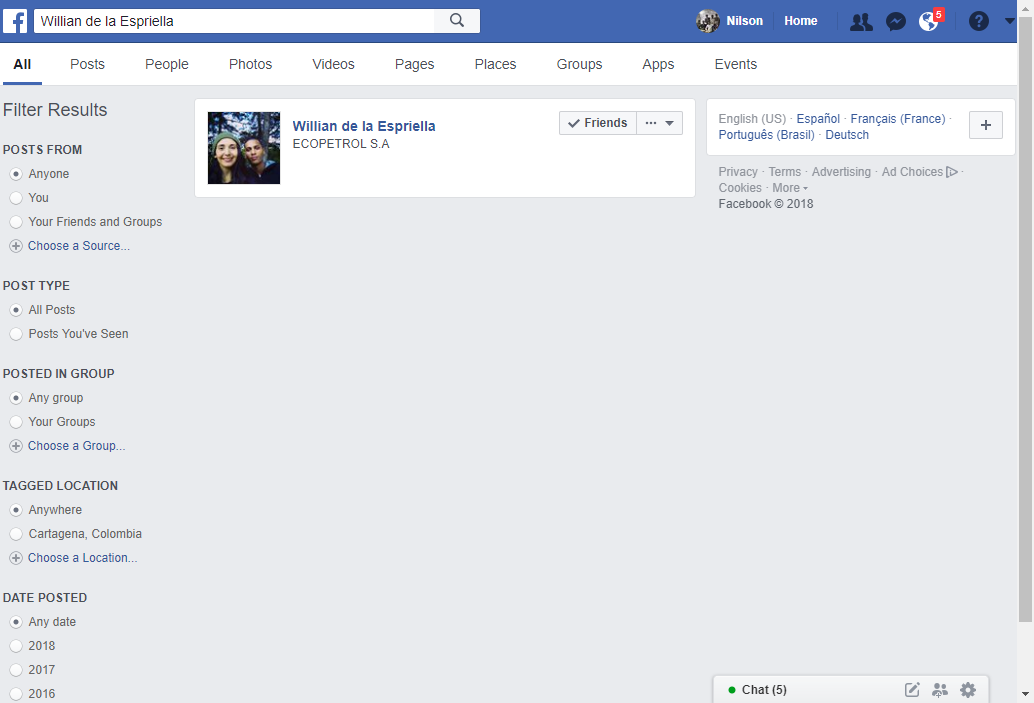 f
Willian de la Espriella
Nilson
Home
5
?
All
Posts
People
Photos
Videos
Pages
Places
Groups
Apps
Events
Filter Results
POSTS FROM
Anyone
You
Your Friends and Groups
Choose a Source...
POST TYPE
All Posts
Posts You've Seen
POSTED IN GROUP
Any group
Your Groups
Choose a Group...
TAGGED LOCATION
Anywhere
Cartagena, Colombia
Choose a Location...
DATE POSTED
Any date
2018
2017
2016
Willian de la Espriella
ECOPETROL S.A
Friends
English (US) · Español · Français (France) ·
Português (Brasil) · Deutsch
Privacy · Terms · Advertising · Ad Choices ·
Cookies · More
Facebook © 2018
Chat (5)